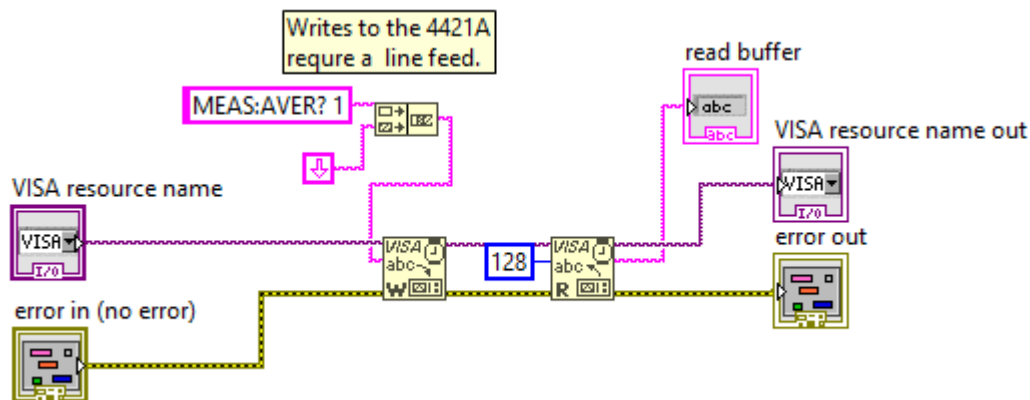 Writes to the 4421A
requre a  line feed.
read buffer
MEAS:AVER? 1
abc
abc
VISA resource name out
VISA resource name
VISA
I/O
VISA
I/O
VISA
abc
W
128
VISA
abc
R
error out
error in (no error)